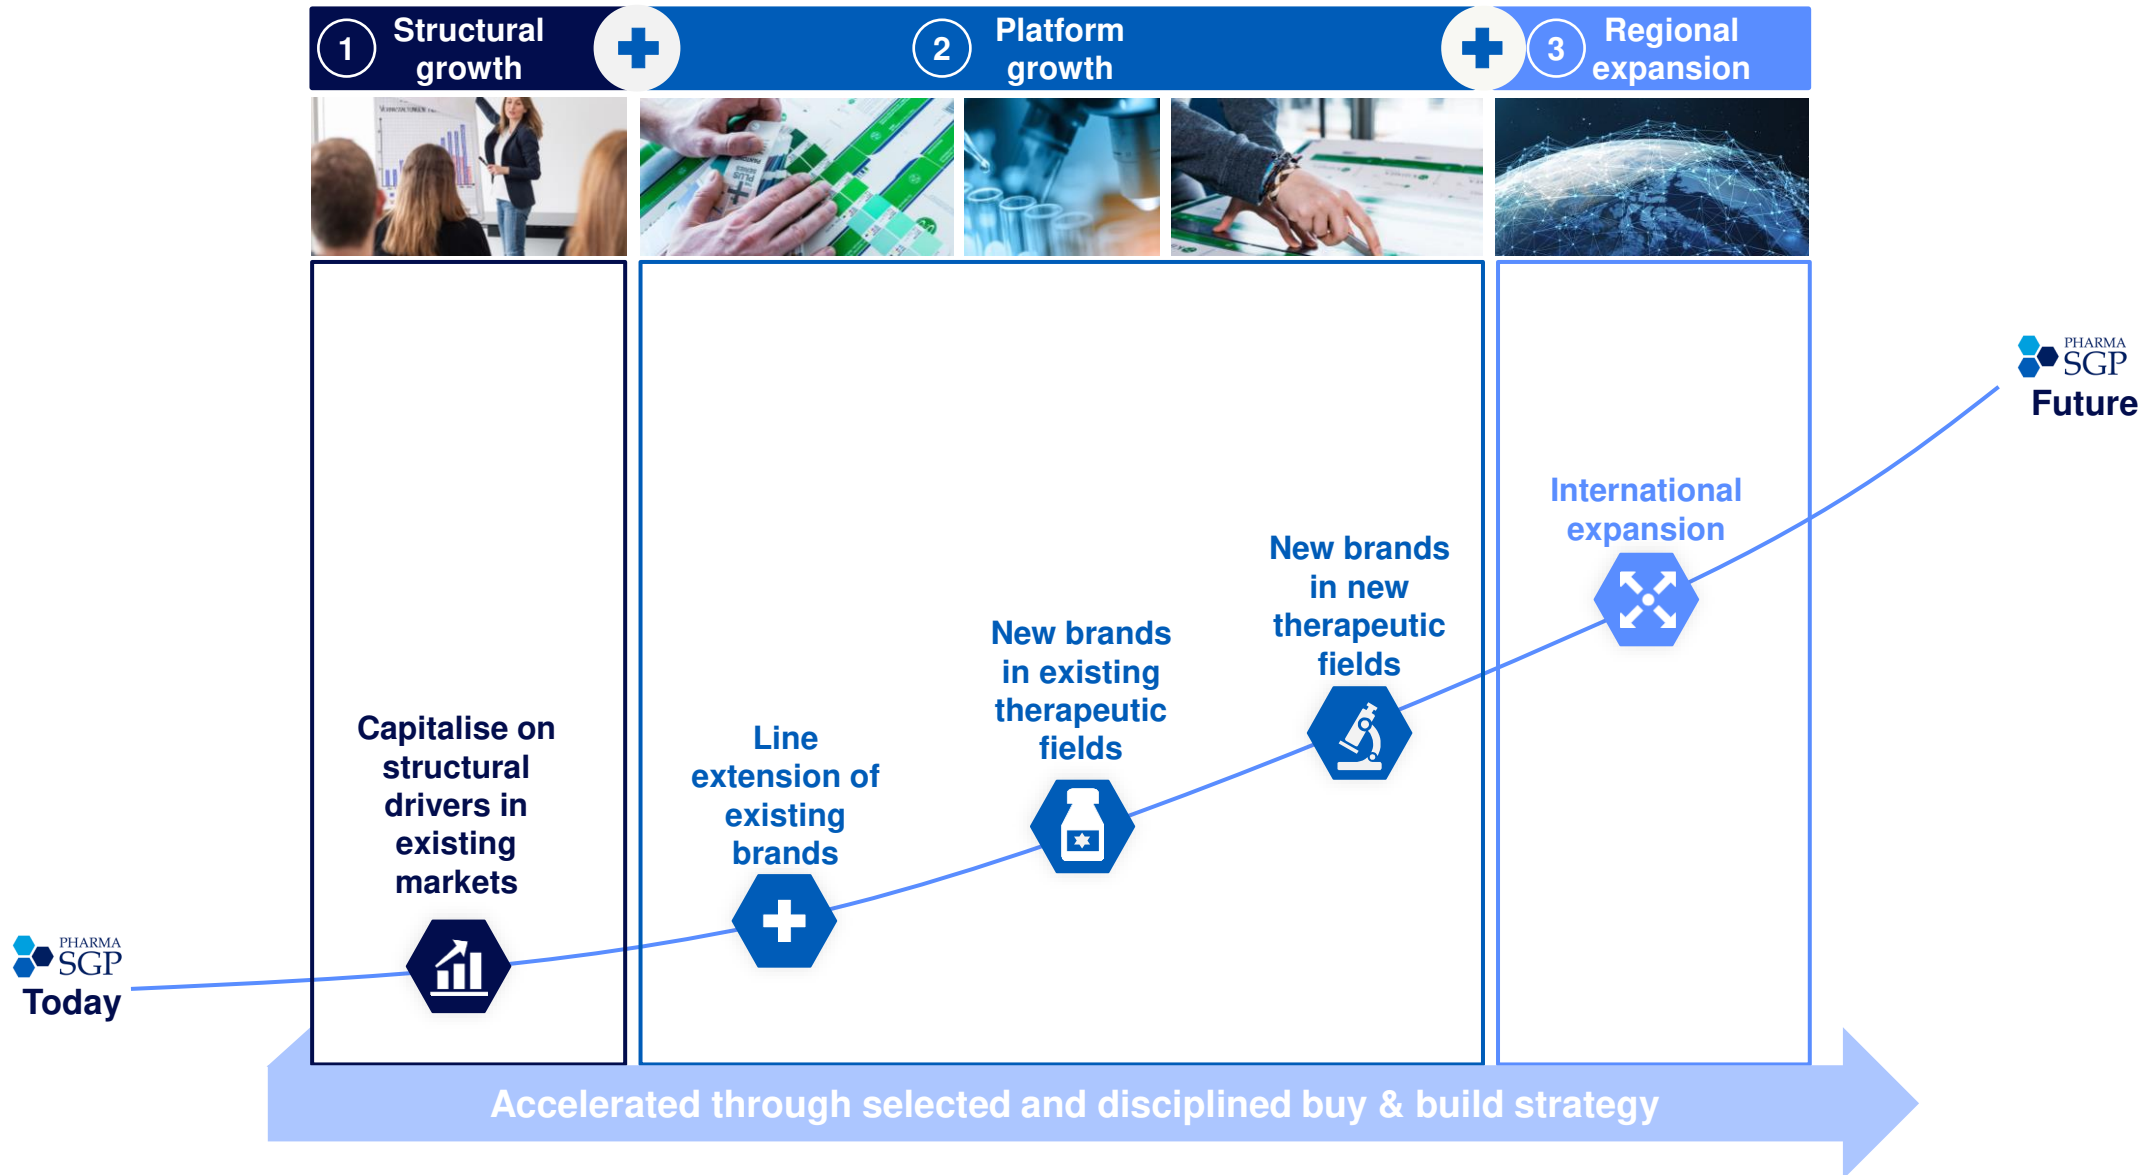 1
Structural
growth
2
Platform
growth
3
Regional
expansion
PLUS
SERIES
PHARMA
SGP
Future
International
expansion
New brands
in new
therapeutic
fields
New brands
in existing
therapeutic
fields
Line
extension of
existing
brands
Capitalise on
structural
drivers in
existing
markets
PHARMA
SGP
Today
Accelerated through selected and disciplined buy & build strategy